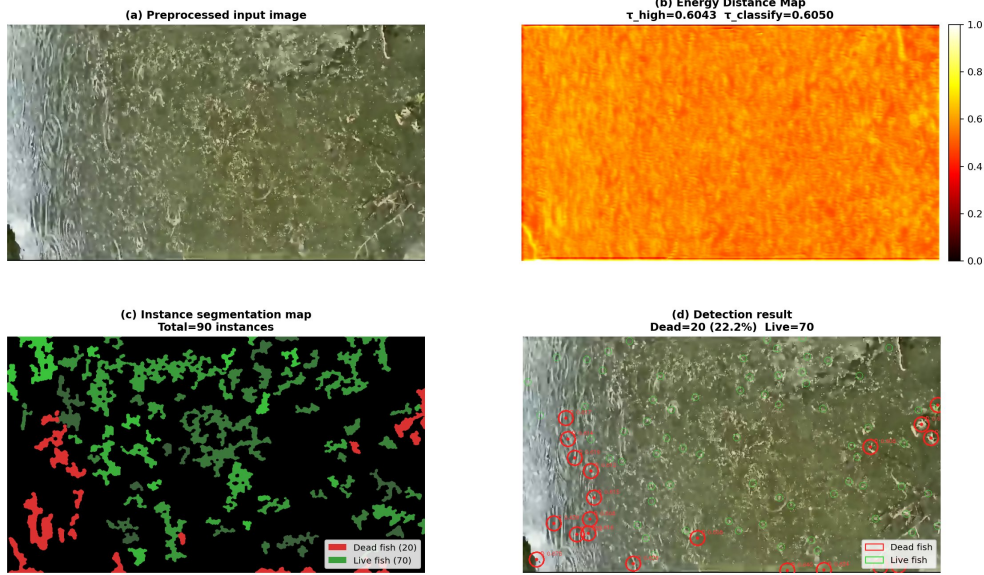 (a) Preprocessed input image
(b) Energy Distance Map
τ_high=0.6043 τ_classify=0.6050
1.0
0.8
0.6
0.4
0.2
0.0
(c) Instance segmentation map
Total=90 instances
Dead fish (20)
Live fish (70)
(d) Detection result
Dead=20 (22.2%) Live=70
Dead fish
Live fish